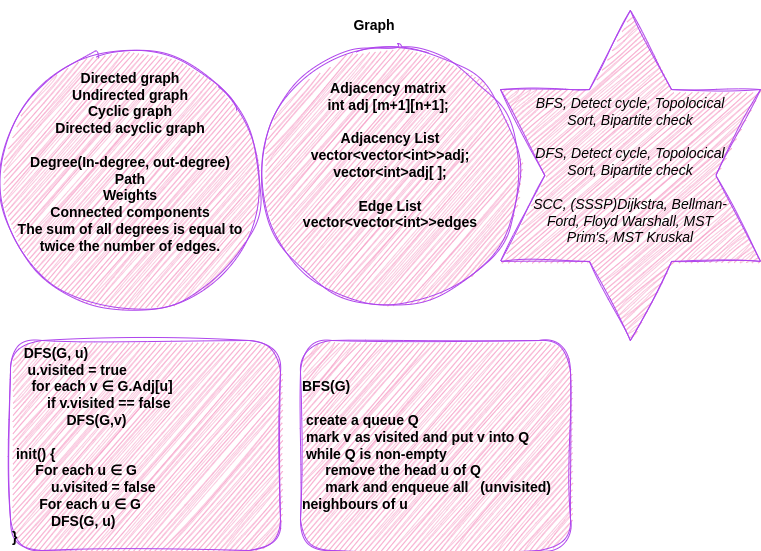 Graph
Directed graph
Undirected graph
Cyclic graph
Directed acyclic graph
Degree(In-degree, out-degree)
Path
Weights
Connected components
The sum of all degrees is equal to
twice the number of edges.
Adjacency matrix
int adj [m+1][n+1];
Adjacency List
vector<vector<int>>adj;
vector<int>adj[ ];
Edge List
vector<vector<int>>edges
BFS, Detect cycle, Topolocical
Sort, Bipartite check
DFS, Detect cycle, Topolocical
Sort, Bipartite check
SCC, (SSSP)Dijkstra, Bellman-
Ford, Floyd Warshall, MST
Prim's, MST Kruskal
DFS(G, u)
u.visited = true
for each v ∈ G.Adj[u]
if v.visited == false
DFS(G,v)
init() {
For each u ∈ G
u.visited = false
For each u ∈ G
DFS(G, u)
}
BFS(G)
create a queue Q
mark v as visited and put v into Q
while Q is non-empty
remove the head u of Q
mark and enqueue all (unvisited)
neighbours of u